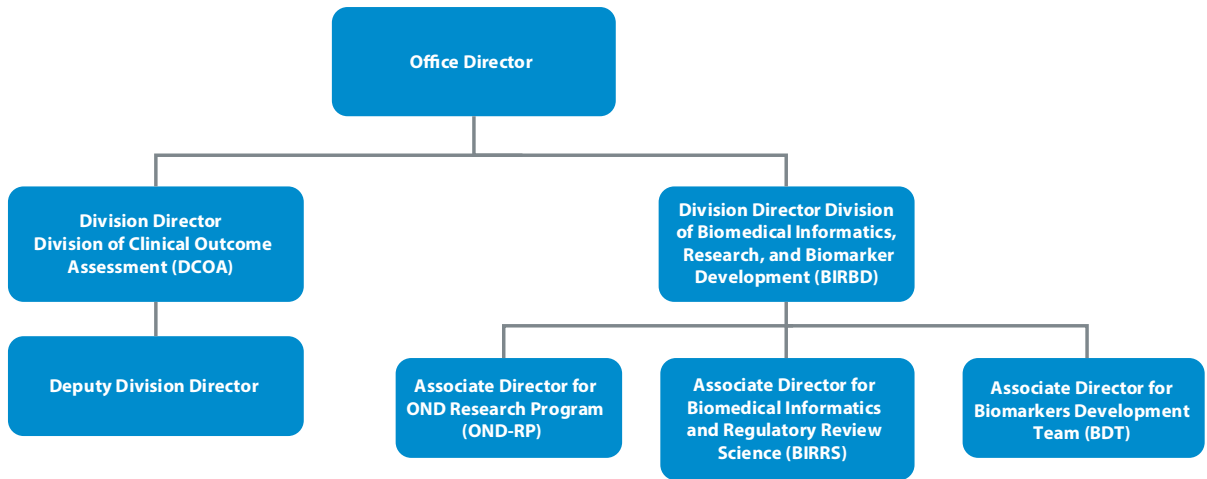 Office Director
Division Director
Division of Clinical Outcome
Assessment (DCOA)
Division Director Division
of Biomedical Informatics,
Research, and Biomarker
Development (BIRBD)
Deputy Division Director
Associate Director for
OND Research Program
(OND-RP)
Associate Director for
Biomedical Informatics
and Regulatory Review
Science (BIRRS)
Associate Director for
Biomarkers Development
Team (BDT)